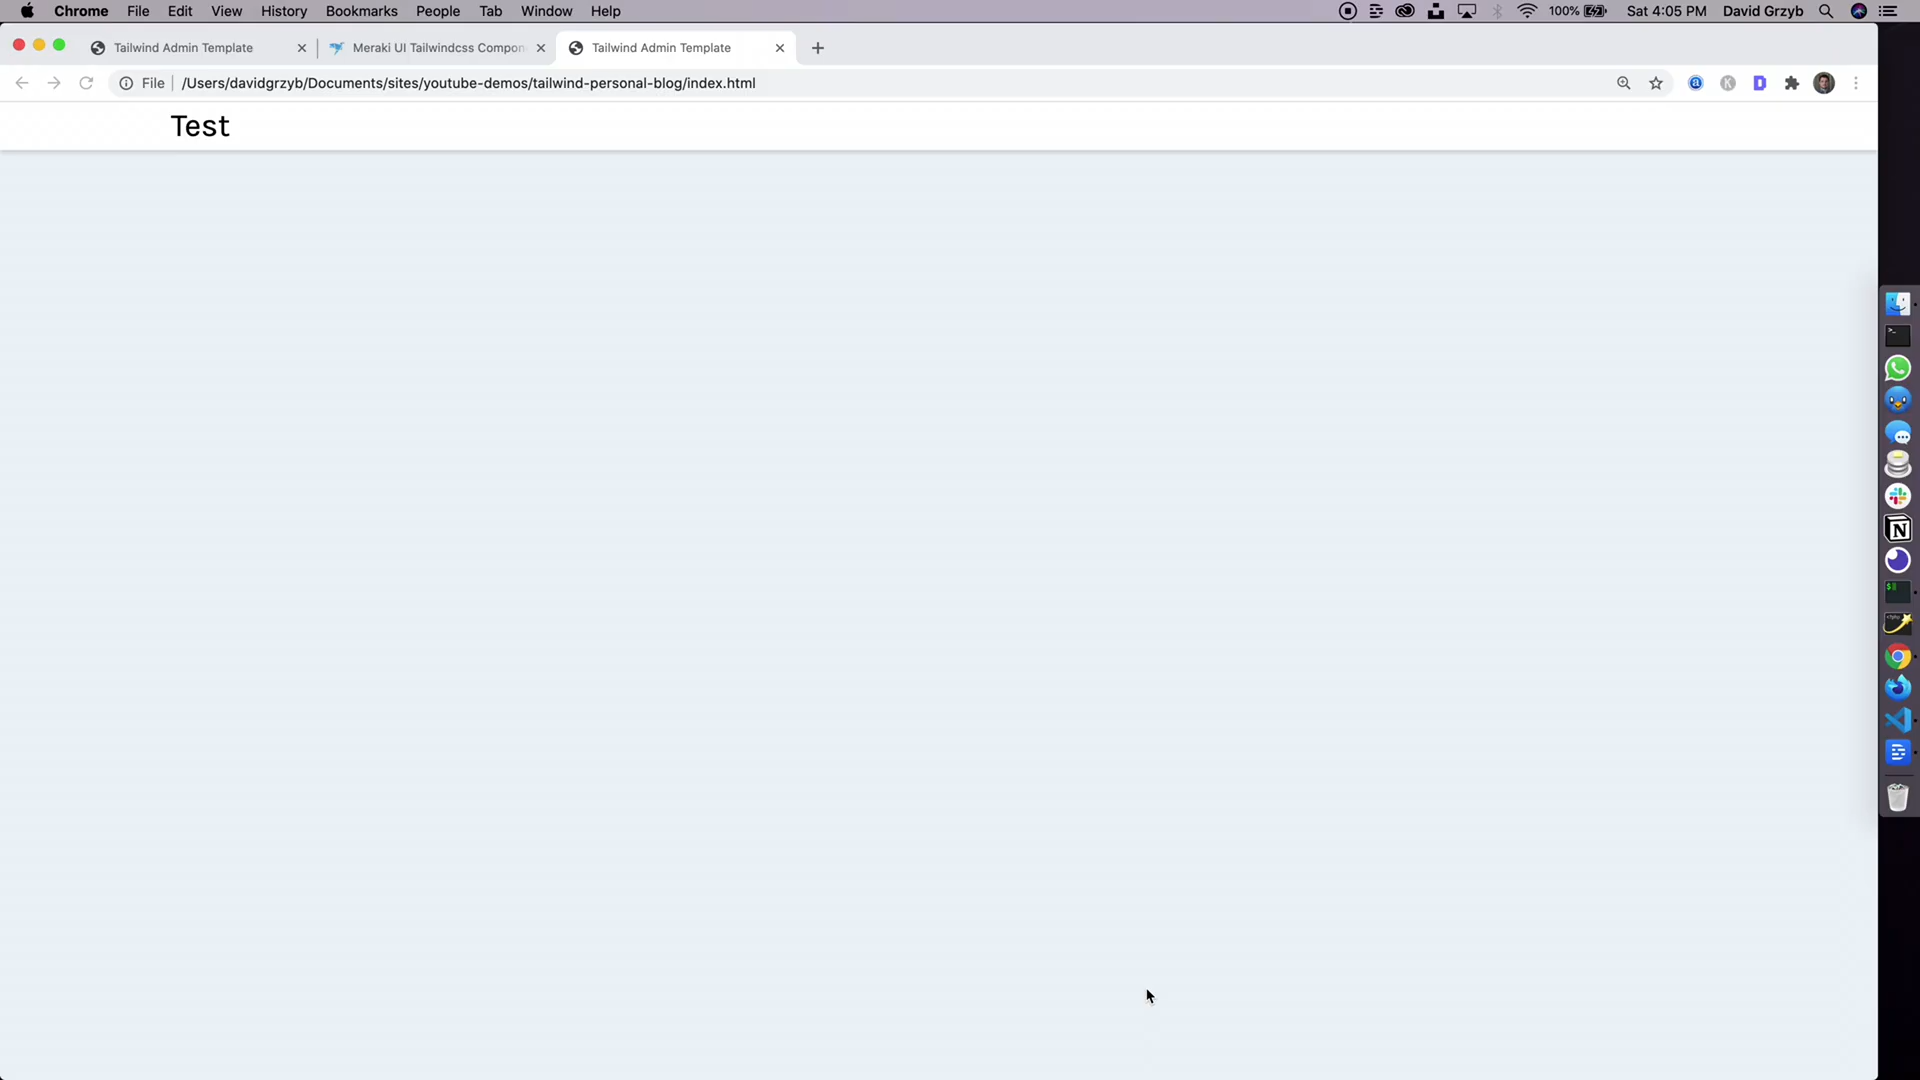 Chrome File Edit View History Bookmarks People Tab Window Help 100% Sat 4:05 PM David Grzyb
Tailwind Admin Template Meraki UI Tailwindcss Compon Tailwind Admin Template
File /Users/davidgrzyb/Documents/sites/youtube-demos/tailwind-personal-blog/index.html
Test